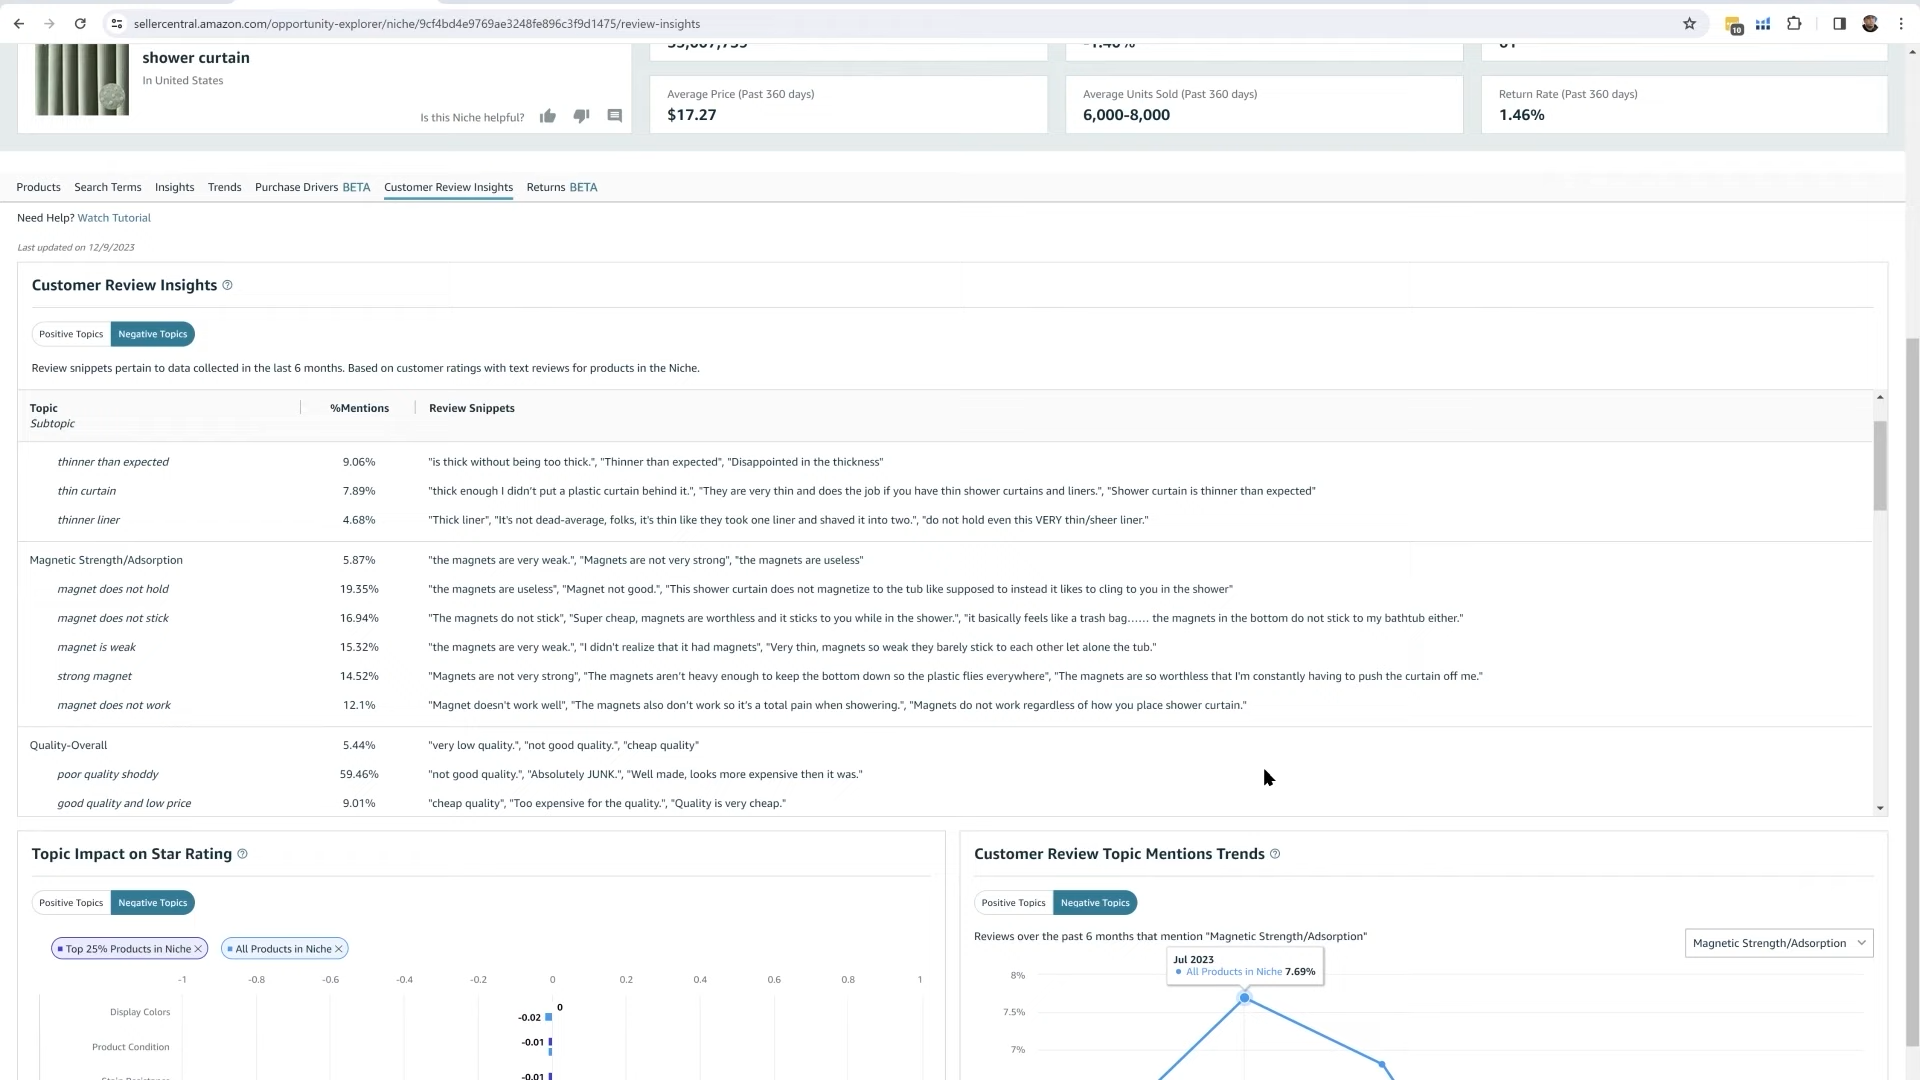 sellercentral.amazon.com/opportunity-explorer/niche/9cf4bd4e9769ae3248fe896c3f9d1475/review-insights
10
shower curtain
In United States
Is this Niche helpful?
Average Price (Past 360 days)
$17.27
Average Units Sold (Past 360 days)
6,000-8,000
Return Rate (Past 360 days)
1.46%
Products Search Terms Insights Trends Purchase Drivers BETA Customer Review Insights Returns BETA
Need Help? Watch Tutorial
Last updated on 12/9/2023
Customer Review Insights
Positive Topics Negative Topics
Review snippets pertain to data collected in the last 6 months. Based on customer ratings with text reviews for products in the Niche.
Topic %Mentions Review Snippets
Subtopic
thinner than expected 9.06% "is thick without being too thick.", "Thinner than expected", "Disappointed in the thickness"
thin curtain 7.89% "thick enough I didn't put a plastic curtain behind it.", "They are very thin and does the job if you have thin shower curtains and liners.", "Shower curtain is thinner than expected"
thinner liner 4.68% "Thick liner", "It's not dead-average, folks, it's thin like they took one liner and shaved it into two.", "do not hold even this VERY thin/sheer liner."
Magnetic Strength/Adsorption 5.87% "the magnets are very weak.", "Magnets are not very strong", "the magnets are useless"
magnet does not hold 19.35% "the magnets are useless", "Magnet not good.", "This shower curtain does not magnetize to the tub like supposed to instead it likes to cling to you in the shower"
magnet does not stick 16.94% "The magnets do not stick", "Super cheap, magnets are worthless and it sticks to you while in the shower.", "it basically feels like a trash bag...... the magnets in the bottom do not stick to my bathtub either."
magnet is weak 15.32% "the magnets are very weak.", "I didn't realize that it had magnets", "Very thin, magnets so weak they barely stick to each other let alone the tub."
strong magnet 14.52% "Magnets are not very strong", "The magnets aren't heavy enough to keep the bottom down so the plastic flies everywhere", "The magnets are so worthless that I'm constantly having to push the curtain off me."
magnet does not work 12.1% "Magnet doesn't work well", "The magnets also don't work so it's a total pain when showering.", "Magnets do not work regardless of how you place shower curtain."
Quality-Overall 5.44% "very low quality.", "not good quality.", "cheap quality"
poor quality shoddy 59.46% "not good quality.", "Absolutely JUNK.", "Well made, looks more expensive then it was."
good quality and low price 9.01% "cheap quality", "Too expensive for the quality.", "Quality is very cheap."
Topic Impact on Star Rating
Positive Topics Negative Topics
Top 25% Products in Niche All Products in Niche
-1 -0.8 -0.6 -0.4 -0.2 0 0.2 0.4 0.6 0.8 1
Display Colors 0
-0.02
Product Condition -0.01
-0.01
Customer Review Topic Mentions Trends
Positive Topics Negative Topics
Reviews over the past 6 months that mention "Magnetic Strength/Adsorption"
Magnetic Strength/Adsorption
Jul 2023
All Products in Niche 7.69%
8%
7.5%
7%